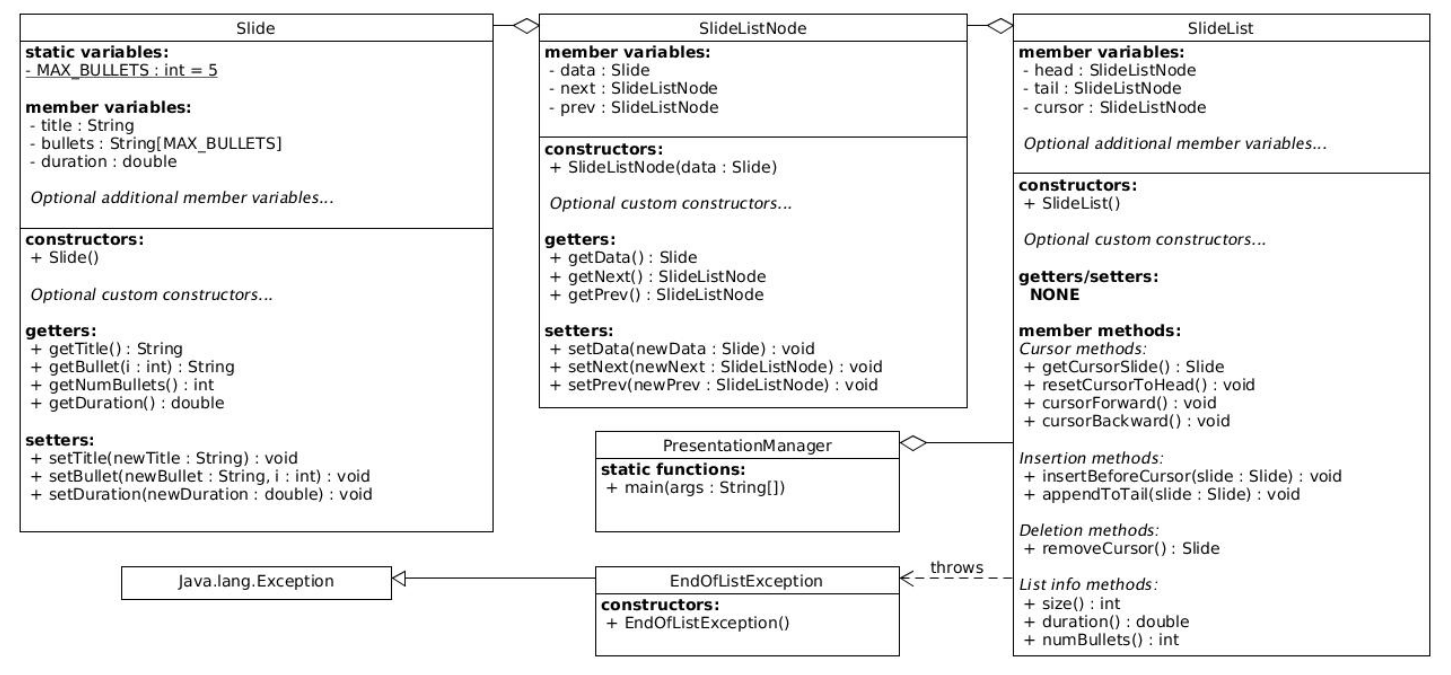 Slide
static variables:
- MAX_BULLETS : int = 5
member variables:
- title : String
- bullets : String[MAX_BULLETS]
- duration : double
Optional additional member variables...
constructors:
+ Slide()
Optional custom constructors...
getters:
+ getTitle() : String
+ getBullet(i : int) : String
+ getNumBullets() : int
+ getDuration() : double
setters:
+ setTitle(newTitle : String) : void
+ setBullet(newBullet : String, i : int) : void
+ setDuration(newDuration : double) : void
SlideListNode
member variables:
- data : Slide
- next : SlideListNode
- prev : SlideListNode
constructors:
+ SlideListNode(data : Slide)
Optional custom constructors...
getters:
+ getData() : Slide
+ getNext() : SlideListNode
+ getPrev() : SlideListNode
setters:
+ setData(newData : Slide) : void
+ setNext(newNext : SlideListNode) : void
+ setPrev(newPrev : SlideListNode) : void
SlideList
member variables:
- head : SlideListNode
- tail : SlideListNode
- cursor : SlideListNode
Optional additional member variables...
constructors:
+ SlideList()
Optional custom constructors...
getters/setters:
NONE
member methods:
Cursor methods:
+ getCursorSlide() : Slide
+ resetCursorToHead() : void
+ cursorForward() : void
+ cursorBackward() : void
Insertion methods:
+ insertBeforeCursor(slide : Slide) : void
+ appendToTail(slide : Slide) : void
Deletion methods:
+ removeCursor() : Slide
List info methods:
+ size() : int
+ duration() : double
+ numBullets() : int
PresentationManager
static functions:
+ main(args : String[])
Java.lang.Exception
EndOfListException
constructors:
+ EndOfListException()
throws